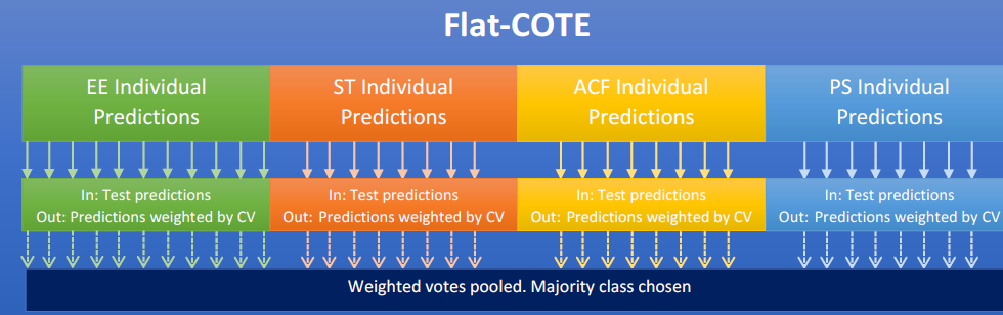 Flat-COTE
EE Individual
Predictions
ST Individual
Predictions
ACF Individual
Predictions
PS Individual
Predictions
In: Test predictions
Out: Predictions weighted by CV
In: Test predictions
Out: Predictions weighted by CV
In: Test predictions
Out: Predictions weighted by CV
In: Test predictions
Out: Predictions weighted by CV
Weighted votes pooled. Majority class chosen